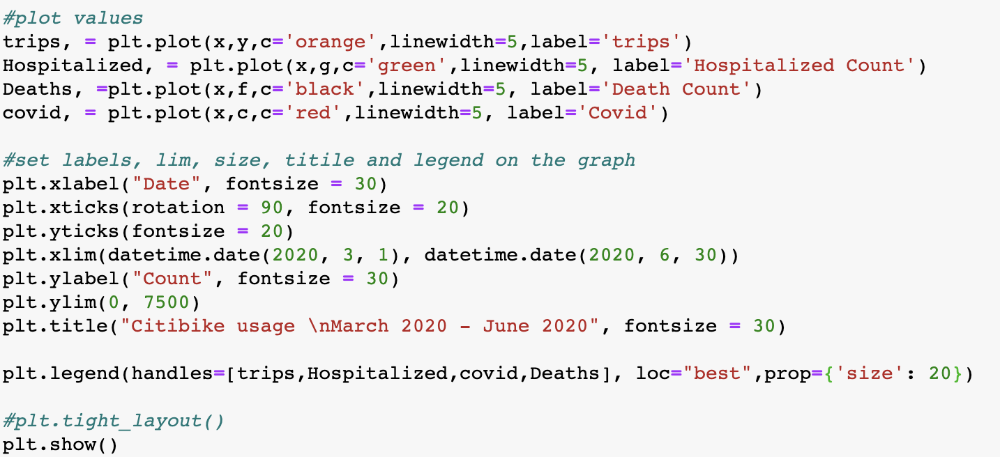 #plot values
trips, = plt.plot(x,y,c='orange',linewidth=5,label='trips')
Hospitalized, = plt.plot(x,g,c='green',linewidth=5, label='Hospitalized Count')
Deaths, =plt.plot(x,f,c='black',linewidth=5, label='Death Count')
covid, = plt.plot(x,c,c='red',linewidth=5, label='Covid')
#set labels, lim, size, titile and legend on the graph
plt.xlabel("Date", fontsize = 30)
plt.xticks(rotation = 90, fontsize = 20)
plt.yticks(fontsize = 20)
plt.xlim(datetime.date(2020, 3, 1), datetime.date(2020, 6, 30))
plt.ylabel("Count", fontsize = 30)
plt.ylim(0, 7500)
plt.title("Citibike usage \nMarch 2020 - June 2020", fontsize = 30)
plt.legend(handles=[trips,Hospitalized,covid,Deaths], loc="best",prop={'size': 20})
#plt.tight_layout()
plt.show()